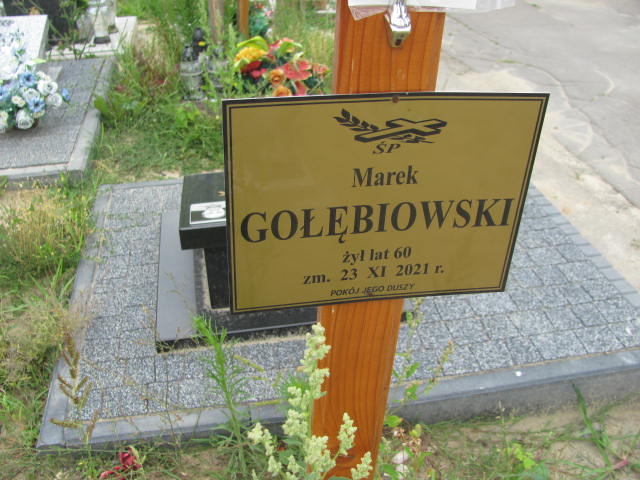 ŚP
Marek
GOŁĘBIOWSKI
żył lat 60
zm. 23 XI 2021 r.
POKÓJ JEGO DUSZY